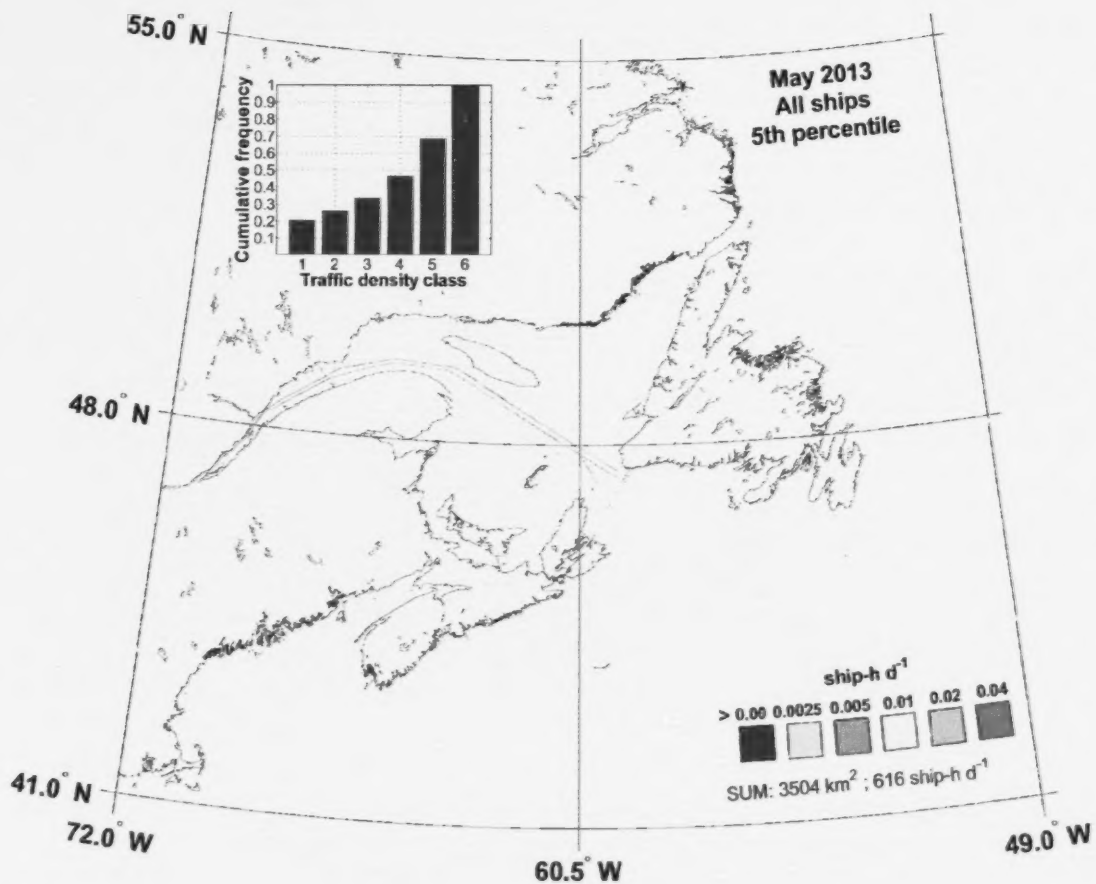 55.0° N
May 2013
All ships
5th percentile
Cumulative frequency
1
0.9
0.8
0.7
0.6
0.5
0.4
0.3
0.2
0.1
1 2 3 4 5 6
Traffic density class
48.0° N
ship-h d⁻¹
> 0.00 0.0025 0.005 0.01 0.02 0.04
SUM: 3504 km² ; 616 ship-h d⁻¹
41.0° N
72.0° W
60.5° W
49.0° W